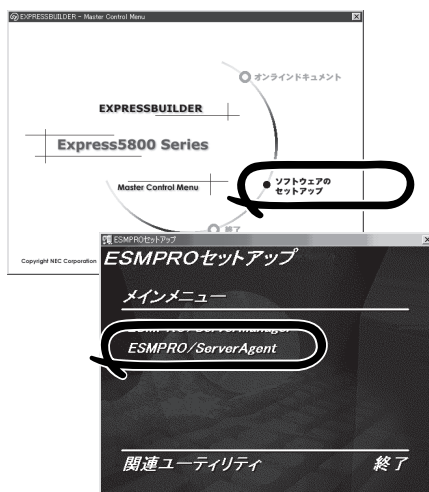 EXPRESSBUILDER - Master Control Menu
オンラインドキュメント
EXPRESSBUILDER
Express5800 Series
ソフトウェアの
セットアップ
Master Control Menu
終了
Copyright NEC Corporation
ESMPROセットアップ
ESMPROセットアップ
メインメニュー
ESMPRO/ServerManager
ESMPRO/ServerAgent
関連ユーティリティ
終了